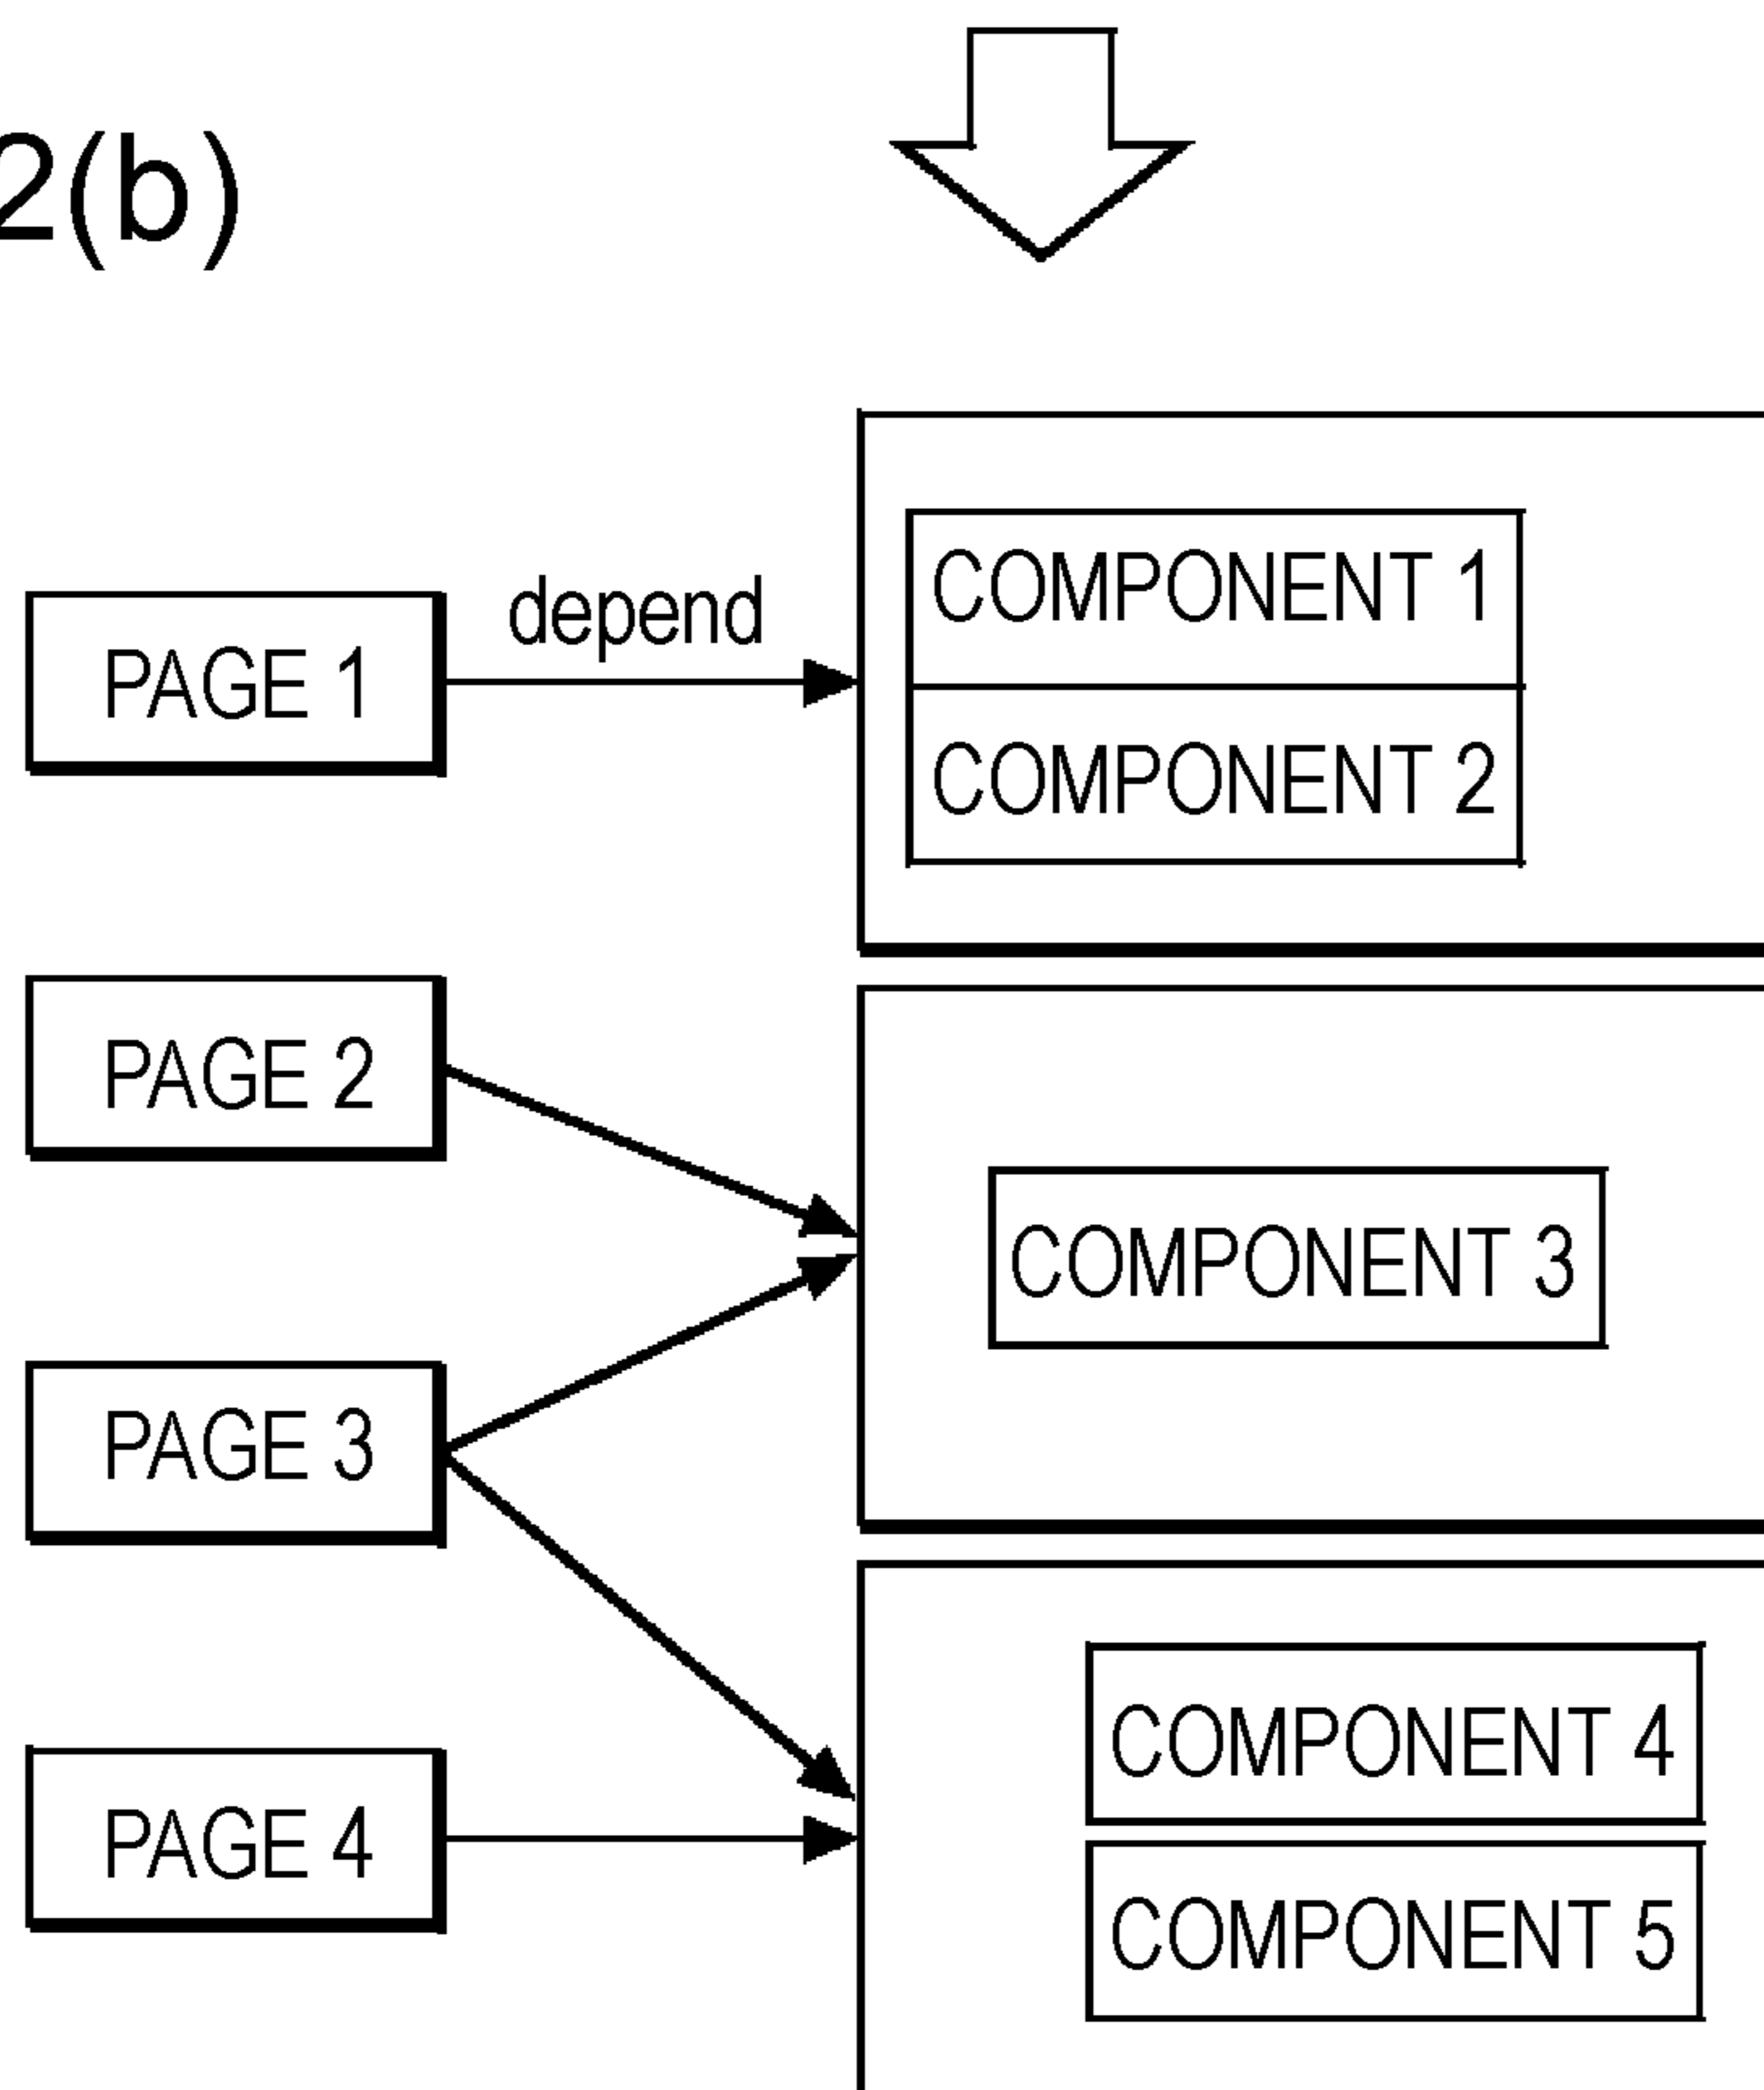 2(b)
depend
PAGE 1
COMPONENT 1
COMPONENT 2
PAGE 2
COMPONENT 3
PAGE 3
PAGE 4
COMPONENT 4
COMPONENT 5